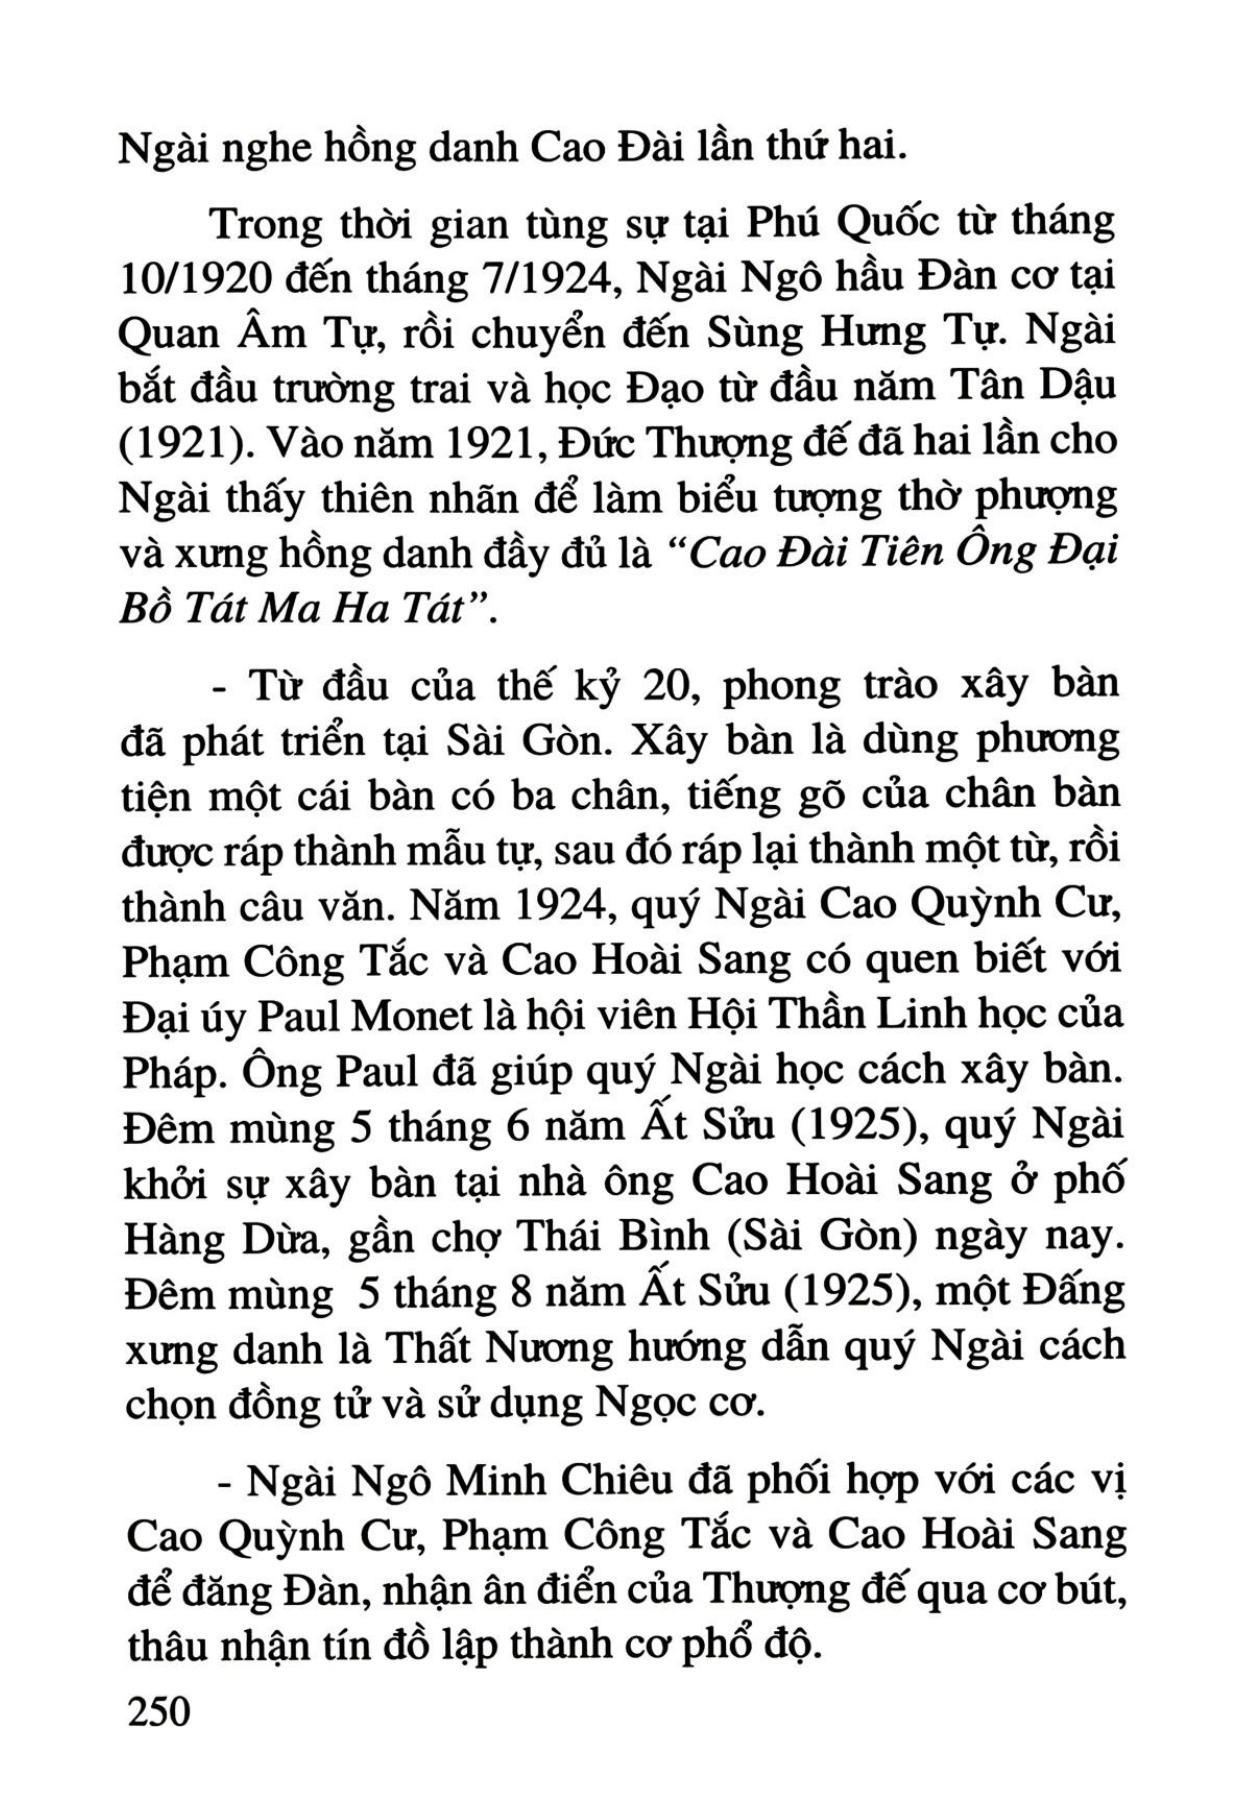 Ngài nghe hồng danh Cao Đài lần thứ hai.
Trong thời gian tùng sự tại Phú Quốc từ tháng
10/1920 đến tháng 7/1924, Ngài Ngô hầu Đàn cơ tại
Quan Âm Tự, rồi chuyển đến Sùng Hưng Tự. Ngài
bắt đầu trường trai và học Đạo từ đầu năm Tân Dậu
(1921). Vào năm 1921, Đức Thượng đế đã hai lần cho
Ngài thấy thiên nhãn để làm biểu tượng thờ phượng
và xưng hồng danh đầy đủ là “Cao Đài Tiên Ông Đại
Bồ Tát Ma Ha Tát”.
- Từ đầu của thế kỷ 20, phong trào xây bàn
đã phát triển tại Sài Gòn. Xây bàn là dùng phương
tiện một cái bàn có ba chân, tiếng gõ của chân bàn
được ráp thành mẫu tự, sau đó ráp lại thành một từ, rồi
thành câu văn. Năm 1924, quý Ngài Cao Quỳnh Cư,
Phạm Công Tắc và Cao Hoài Sang có quen biết với
Đại úy Paul Monet là hội viên Hội Thần Linh học của
Pháp. Ông Paul đã giúp quý Ngài học cách xây bàn.
Đêm mùng 5 tháng 6 năm Ất Sửu (1925), quý Ngài
khởi sự xây bàn tại nhà ông Cao Hoài Sang ở phố
Hàng Dừa, gần chợ Thái Bình (Sài Gòn) ngày nay.
Đêm mùng 5 tháng 8 năm Ất Sửu (1925), một Đấng
xưng danh là Thất Nương hướng dẫn quý Ngài cách
chọn đồng tử và sử dụng Ngọc cơ.
- Ngài Ngô Minh Chiêu đã phối hợp với các vị
Cao Quỳnh Cư, Phạm Công Tắc và Cao Hoài Sang
để đăng Đàn, nhận ân điển của Thượng đế qua cơ bút,
thâu nhận tín đồ lập thành cơ phổ độ.
250